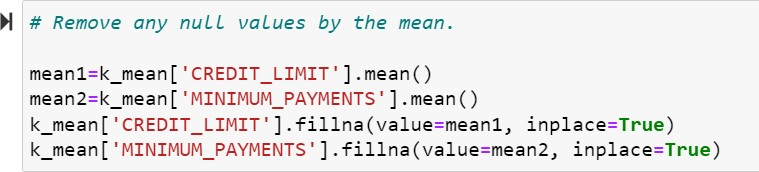 # Remove any null values by the mean.
mean1=k_mean['CREDIT_LIMIT'].mean()
mean2=k_mean['MINIMUM_PAYMENTS'].mean()
k_mean['CREDIT_LIMIT'].fillna(value=mean1, inplace=True)
k_mean['MINIMUM_PAYMENTS'].fillna(value=mean2, inplace=True)